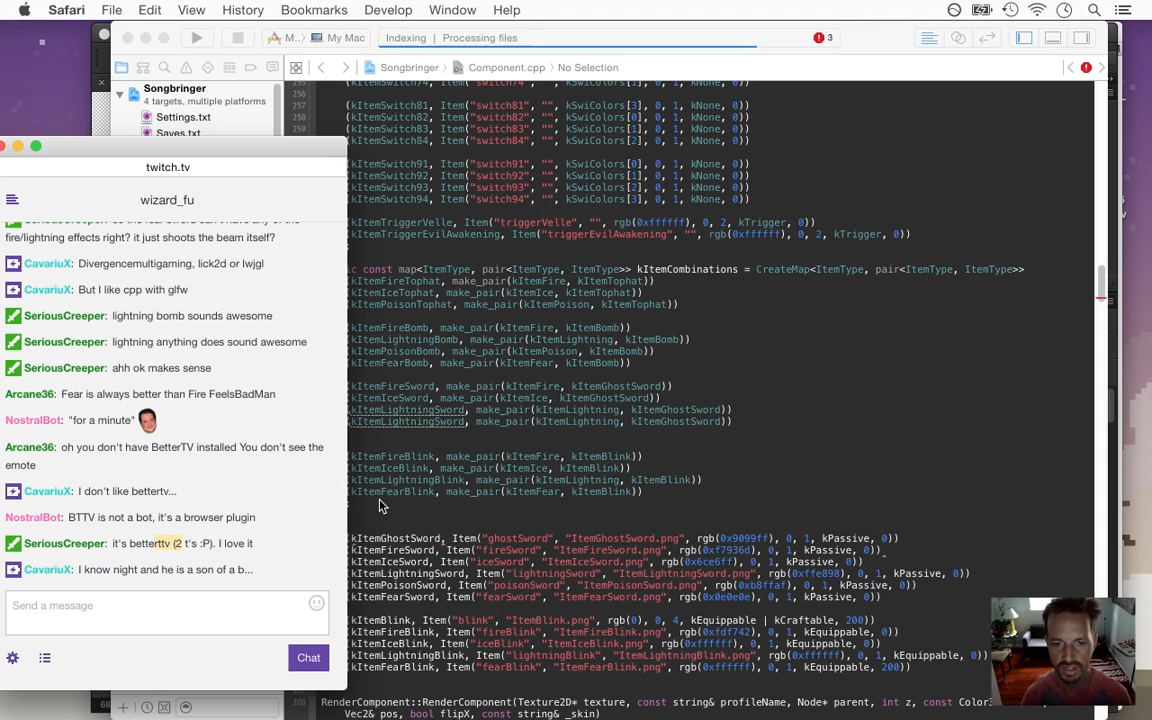 Safari File Edit View History Bookmarks Develop Window Help
M.. My Mac Indexing | Processing files 3
Songbringer Component.cpp No Selection
Songbringer
4 targets, multiple platforms
Settings.txt
Saves.txt
256
257 (kItemSwitch81, Item("switch81", "", kSwiColors[3], 0, 1, kNone, 0))
258 (kItemSwitch82, Item("switch82", "", kSwiColors[0], 0, 1, kNone, 0))
259 (kItemSwitch83, Item("switch83", "", kSwiColors[1], 0, 1, kNone, 0))
(kItemSwitch84, Item("switch84", "", kSwiColors[2], 0, 1, kNone, 0))
(kItemSwitch91, Item("switch91", "", kSwiColors[0], 0, 1, kNone, 0))
(kItemSwitch92, Item("switch92", "", kSwiColors[1], 0, 1, kNone, 0))
(kItemSwitch93, Item("switch93", "", kSwiColors[2], 0, 1, kNone, 0))
(kItemSwitch94, Item("switch94", "", kSwiColors[3], 0, 1, kNone, 0))
(kItemTriggerVelle, Item("triggerVelle", "", rgb(0xffffff), 0, 2, kTrigger, 0))
(kItemTriggerEvilAwakening, Item("triggerEvilAwakening", "", rgb(0xffffff), 0, 2, kTrigger, 0))
ic const map<ItemType, pair<ItemType, ItemType>> kItemCombinations = CreateMap<ItemType, pair<ItemType, ItemType>>
(kItemFireTophat, make_pair(kItemFire, kItemTophat))
(kItemIceTophat, make_pair(kItemIce, kItemTophat))
(kItemPoisonTophat, make_pair(kItemPoison, kItemTophat))
(kItemFireBomb, make_pair(kItemFire, kItemBomb))
(kItemLightningBomb, make_pair(kItemLightning, kItemBomb))
(kItemPoisonBomb, make_pair(kItemPoison, kItemBomb))
(kItemFearBomb, make_pair(kItemFear, kItemBomb))
(kItemFireSword, make_pair(kItemFire, kItemGhostSword))
(kItemIceSword, make_pair(kItemIce, kItemGhostSword))
(kItemLightningSword, make_pair(kItemLightning, kItemGhostSword))
(kItemLightningSword, make_pair(kItemLightning, kItemGhostSword))
(kItemFireBlink, make_pair(kItemFire, kItemBlink))
(kItemIceBlink, make_pair(kItemIce, kItemBlink))
(kItemLightningBlink, make_pair(kItemLightning, kItemBlink))
(kItemFearBlink, make_pair(kItemFear, kItemBlink))
(kItemGhostSword, Item("ghostSword", "ItemGhostSword.png", rgb(0x9099ff), 0, 1, kPassive, 0))
(kItemFireSword, Item("fireSword", "ItemFireSword.png", rgb(0xf7936d), 0, 1, kPassive, 0))
(kItemIceSword, Item("iceSword", "ItemIceSword.png", rgb(0x6ce6ff), 0, 1, kPassive, 0))
(kItemLightningSword, Item("lightningSword", "ItemLightningSword.png", rgb(0xffe898), 0, 1, kPassive, 0))
(kItemPoisonSword, Item("poisonSword", "ItemPoisonSword.png", rgb(0xb8ffaf), 0, 1, kPassive, 0))
(kItemFearSword, Item("fearSword", "ItemFearSword.png", rgb(0x0e0e0e), 0, 1, kPassive, 0))
(kItemBlink, Item("blink", "ItemBlink.png", rgb(0), 0, 4, kEquippable | kCraftable, 200))
(kItemFireBlink, Item("fireBlink", "ItemFireBlink.png", rgb(0xfdf742), 0, 1, kEquippable, 0))
(kItemIceBlink, Item("iceBlink", "ItemIceBlink.png", rgb(0xffffff), 0, 1, kEquippable, 0))
(kItemLightningBlink, Item("lightningBlink", "ItemLightningBlink.png", rgb(0xffffff), 0, 1, kEquippable, 0))
(kItemFearBlink, Item("fearBlink", "ItemFearBlink.png", rgb(0xffffff), 0, 1, kEquippable, 200))
308 RenderComponent::RenderComponent(Texture2D* texture, const string& profileName, Node* parent, int z, const Color
Vec2& pos, bool flipX, const string& _skin)
twitch.tv
wizard_fu
fire/lightning effects right? it just shoots the beam itself?
CavariuX: Divergencemultigaming, lick2d or lwjgl
CavariuX: But I like cpp with glfw
SeriousCreeper: lightning bomb sounds awesome
SeriousCreeper: lightning anything does sound awesome
SeriousCreeper: ahh ok makes sense
Arcane36: Fear is always better than Fire FeelsBadMan
NostralBot: "for a minute"
Arcane36: oh you don't have BetterTV installed You don't see the
emote
CavariuX: I don't like bettertv...
NostralBot: BTTV is not a bot, it's a browser plugin
SeriousCreeper: it's betterttv (2 t's :P). I love it
CavariuX: I know night and he is a son of a b...
Send a message
Chat